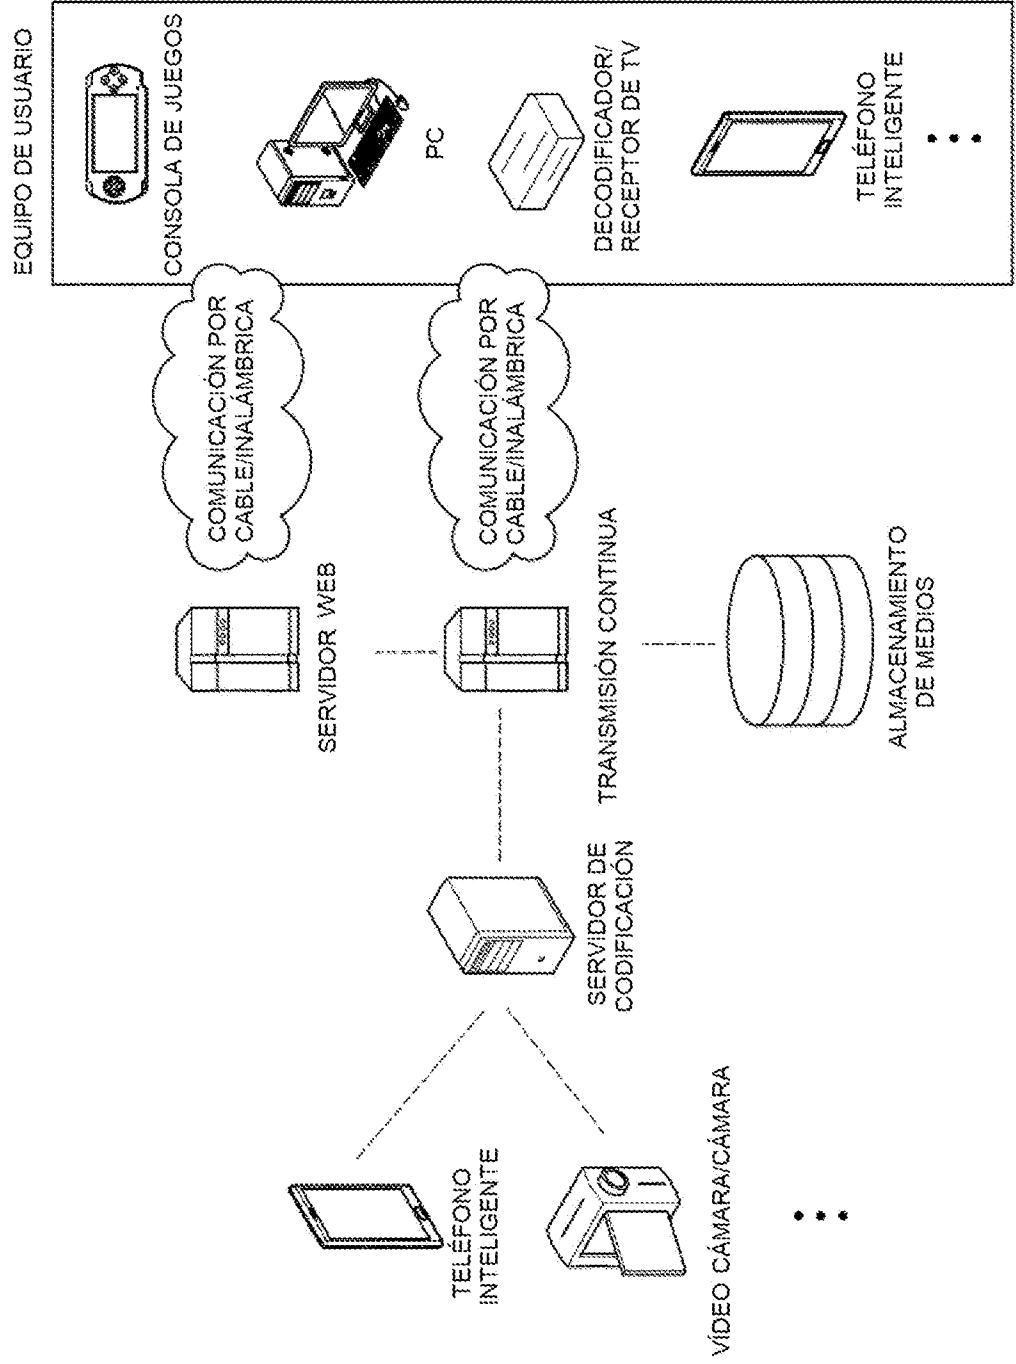 TELÉFONO
INTELIGENTE
VÍDEO CÁMARA/CÁMARA
SERVIDOR DE
CODIFICACIÓN
SERVIDOR WEB
TRANSMISIÓN CONTINUA
ALMACENAMIENTO
DE MEDIOS
COMUNICACIÓN POR
CABLE/INALÁMBRICA
COMUNICACIÓN POR
CABLE/INALÁMBRICA
EQUIPO DE USUARIO
CONSOLA DE JUEGOS
PC
DECODIFICADOR/
RECEPTOR DE TV
TELÉFONO
INTELIGENTE